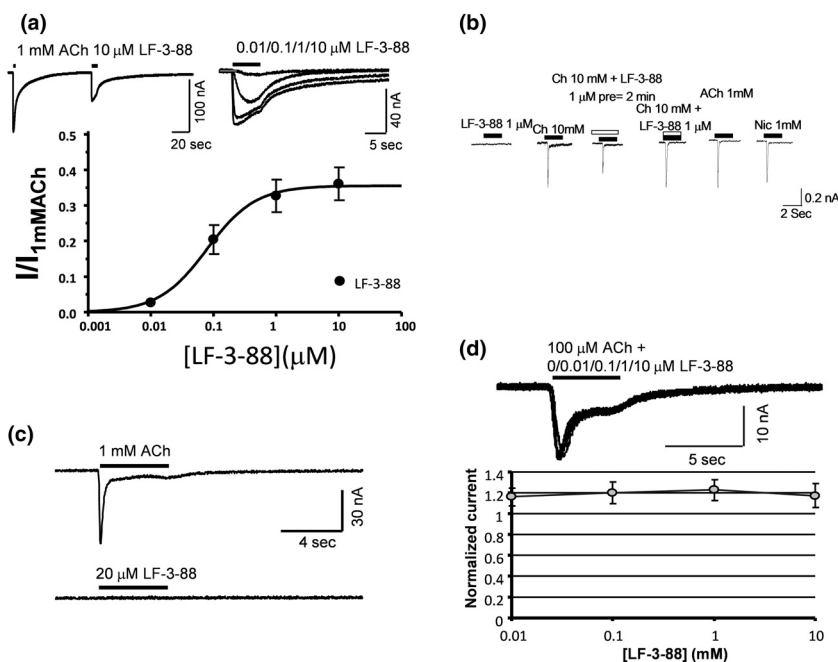 (a)
1 mM ACh 10 μM LF-3-88
0.01/0.1/1/10 μM LF-3-88
100 nA
20 sec
40 nA
5 sec
0.5
0.4
0.3
0.2
0.1
0.0
I/I1mMACh
LF-3-88
0.001
0.01
0.1
1
10
100
[LF-3-88](μM)
(b)
Ch 10 mM + LF-3-88
1 μM pre= 2 min
ACh 1mM
Ch 10 mM +
LF-3-88 1 μM
Ch 10mM
LF-3-88 1 μM
Nic 1mM
0.2 nA
2 Sec
(c)
1 mM ACh
30 nA
4 sec
20 μM LF-3-88
(d)
100 μM ACh +
0/0.01/0.1/1/10 μM LF-3-88
10 nA
5 sec
Normalized current
1.4
1.2
1
0.8
0.6
0.4
0.2
0
0.01
0.1
1
10
[LF-3-88] (mM)